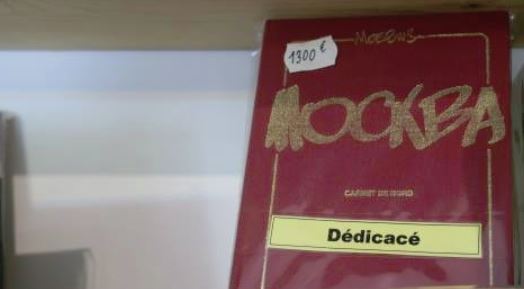 MOEBIUS
1300 €
MOCKBA
CARNET DE BORD
Dédicacé